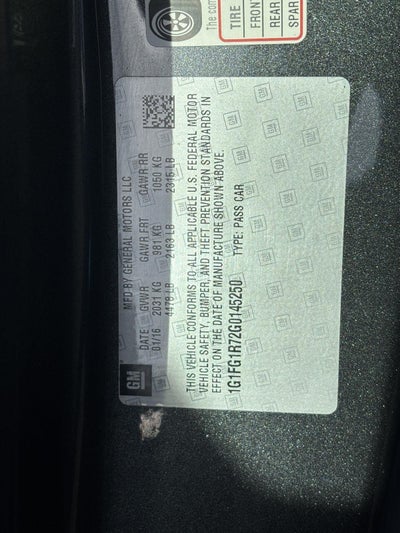 MFD BY GENERAL MOTORS LLC
DATE GVWR GAWR FRT GAWR RR
01/16 2031 KG 981 KG 1050 KG
4478 LB 2163 LB 2315 LB
THIS VEHICLE CONFORMS TO ALL APPLICABLE U.S. FEDERAL MOTOR
VEHICLE SAFETY, BUMPER, AND THEFT PREVENTION STANDARDS IN
EFFECT ON THE DATE OF MANUFACTURE SHOWN ABOVE.
1G1FG1R72G0145250 TYPE: PASS CAR
GM
The com
TIRE
FRONT
REAR
SPAR